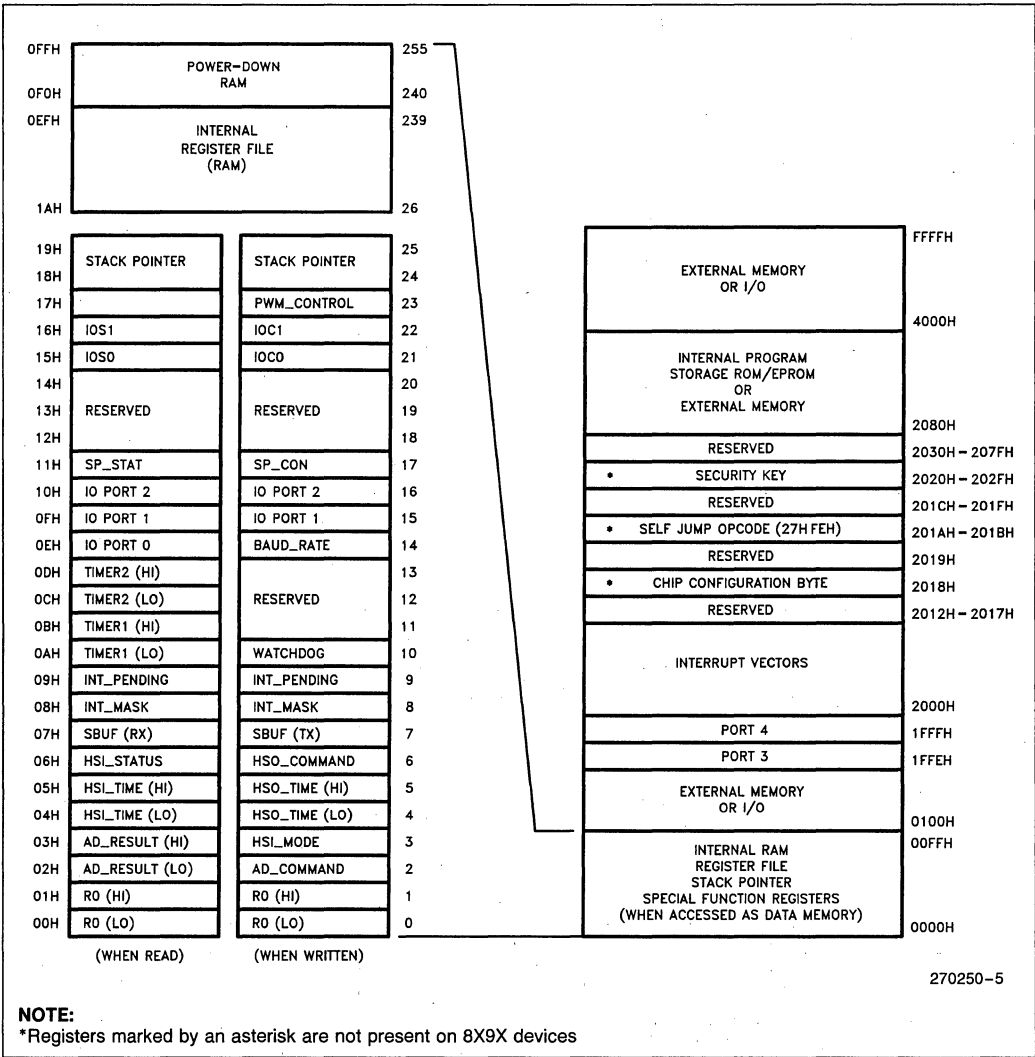 0FFH POWER-DOWN 255
RAM
0F0H 240
0EFH 239
INTERNAL
REGISTER FILE
(RAM)
1AH 26
19H STACK POINTER STACK POINTER 25
18H 24
17H PWM_CONTROL 23
16H IOS1 IOC1 22
15H IOS0 IOC0 21
14H 20
13H RESERVED RESERVED 19
12H 18
11H SP_STAT SP_CON 17
10H IO PORT 2 IO PORT 2 16
0FH IO PORT 1 IO PORT 1 15
0EH IO PORT 0 BAUD_RATE 14
0DH TIMER2 (HI) 13
0CH TIMER2 (LO) RESERVED 12
0BH TIMER1 (HI) 11
0AH TIMER1 (LO) WATCHDOG 10
09H INT_PENDING INT_PENDING 9
08H INT_MASK INT_MASK 8
07H SBUF (RX) SBUF (TX) 7
06H HSI_STATUS HSO_COMMAND 6
05H HSI_TIME (HI) HSO_TIME (HI) 5
04H HSI_TIME (LO) HSO_TIME (LO) 4
03H AD_RESULT (HI) HSI_MODE 3
02H AD_RESULT (LO) AD_COMMAND 2
01H R0 (HI) R0 (HI) 1
00H R0 (LO) R0 (LO) 0
(WHEN READ) (WHEN WRITTEN)
FFFFH
EXTERNAL MEMORY
OR I/O
4000H
INTERNAL PROGRAM
STORAGE ROM/EPROM
OR
EXTERNAL MEMORY
2080H
RESERVED 2030H-207FH
* SECURITY KEY 2020H-202FH
RESERVED 201CH-201FH
* SELF JUMP OPCODE (27H FEH) 201AH-201BH
RESERVED 2019H
* CHIP CONFIGURATION BYTE 2018H
RESERVED 2012H-2017H
INTERRUPT VECTORS
2000H
PORT 4 1FFFH
PORT 3 1FFEH
EXTERNAL MEMORY
OR I/O
0100H
00FFH
INTERNAL RAM
REGISTER FILE
STACK POINTER
SPECIAL FUNCTION REGISTERS
(WHEN ACCESSED AS DATA MEMORY)
0000H
270250-5
NOTE:
*Registers marked by an asterisk are not present on 8X9X devices